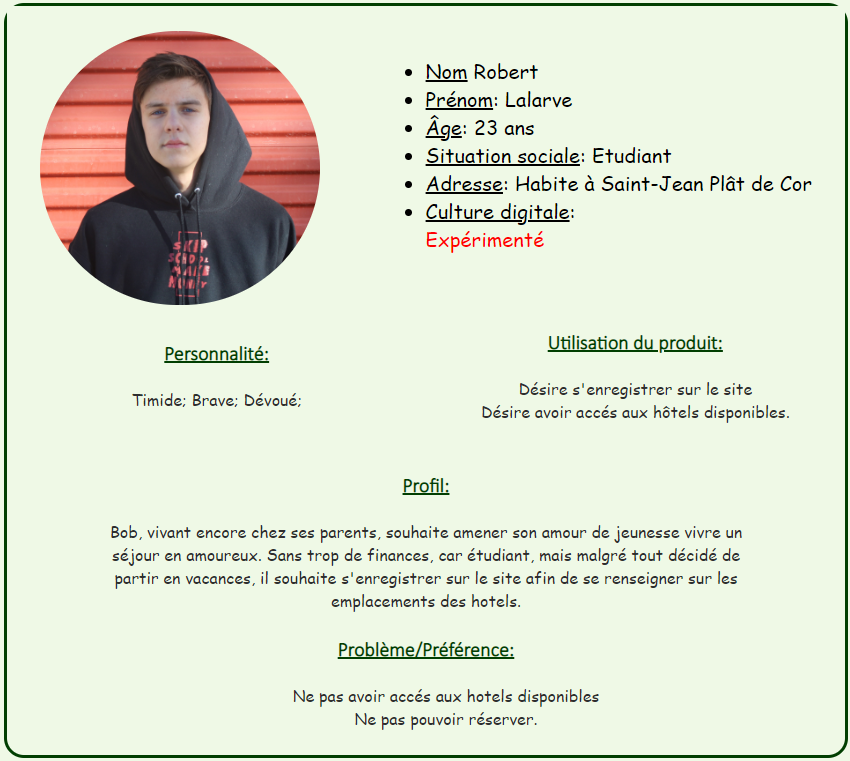 Nom Robert
Prénom: Lalarve
Âge: 23 ans
Situation sociale: Etudiant
Adresse: Habite à Saint-Jean Plât de Cor
Culture digitale:
Expérimenté
SKIP
SCHOOL
MAKE
MONEY
Personnalité:
Timide; Brave; Dévoué;
Utilisation du produit:
Désire s'enregistrer sur le site
Désire avoir accés aux hôtels disponibles.
Profil:
Bob, vivant encore chez ses parents, souhaite amener son amour de jeunesse vivre un
séjour en amoureux. Sans trop de finances, car étudiant, mais malgré tout décidé de
partir en vacances, il souhaite s'enregistrer sur le site afin de se renseigner sur les
emplacements des hotels.
Problème/Préférence:
Ne pas avoir accés aux hotels disponibles
Ne pas pouvoir réserver.